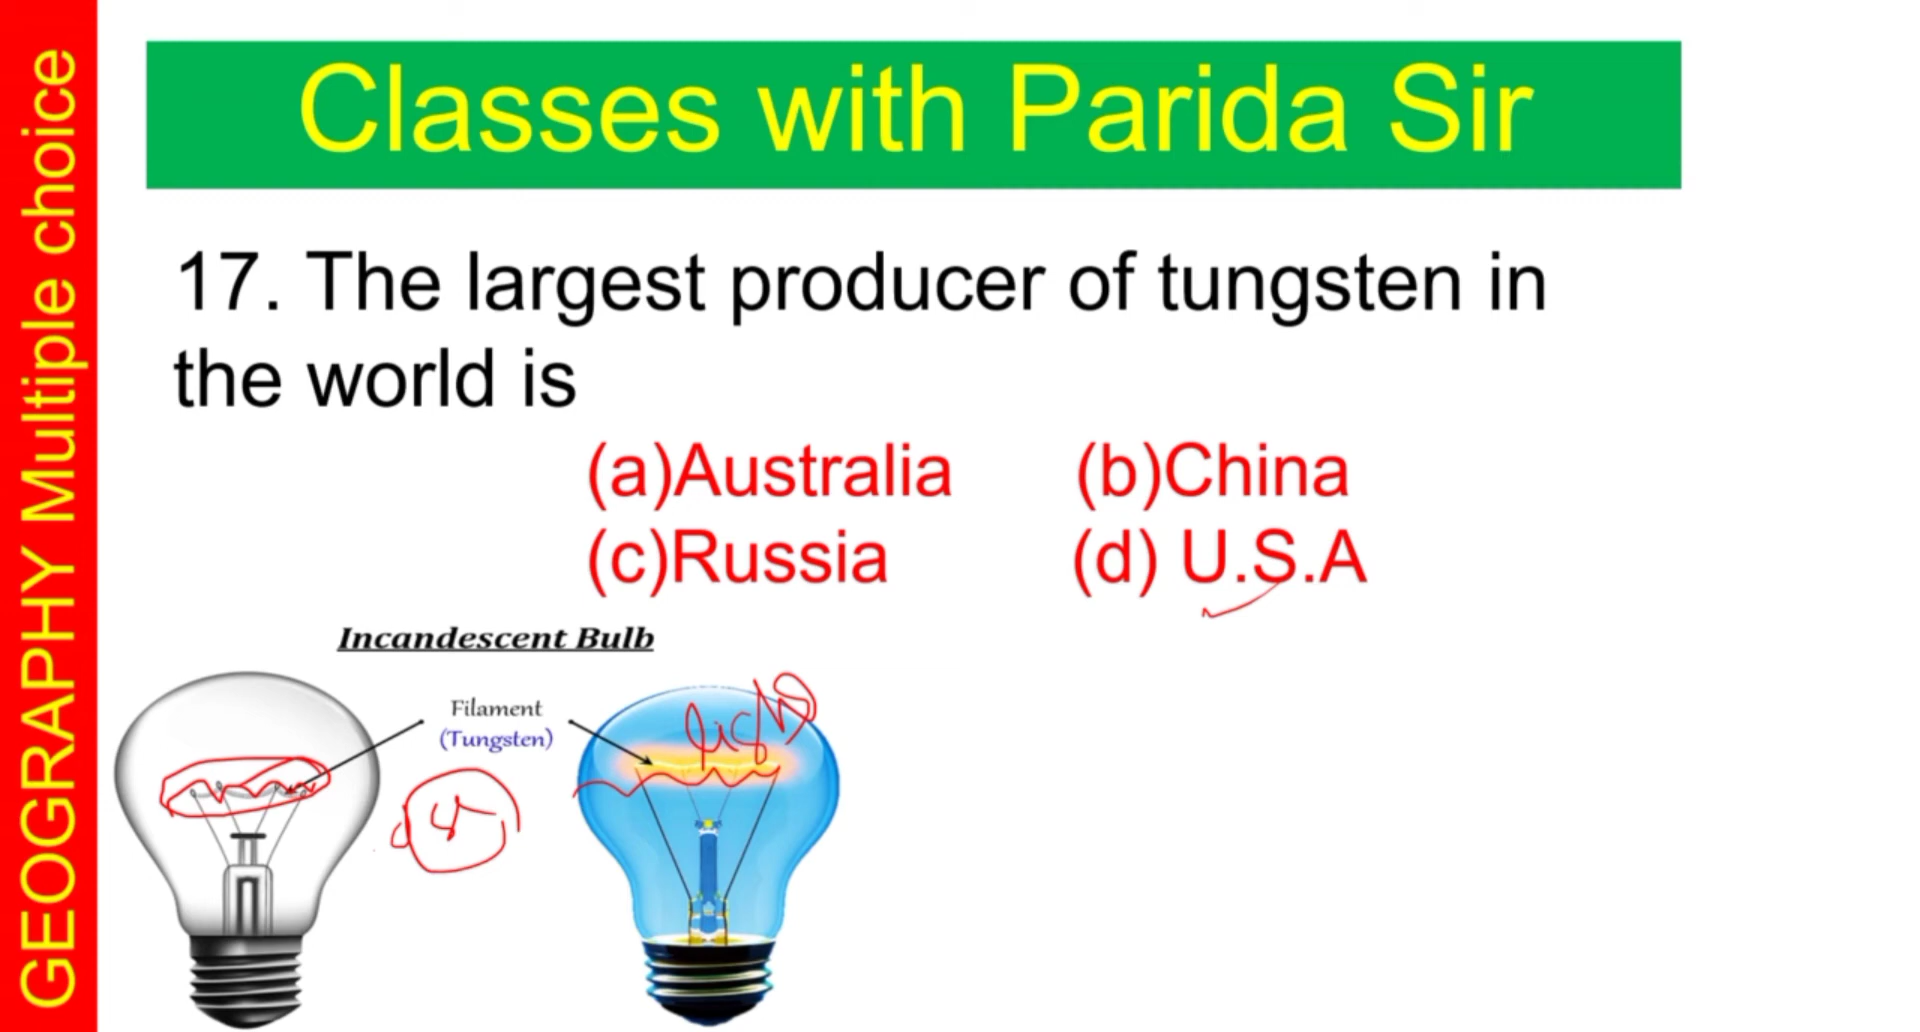 GEOGRAPHY Multiple choice
Classes with Parida Sir
17. The largest producer of tungsten in
the world is
(a)Australia (b)China
(c)Russia (d) U.S.A
Incandescent Bulb
Filament
(Tungsten)
light